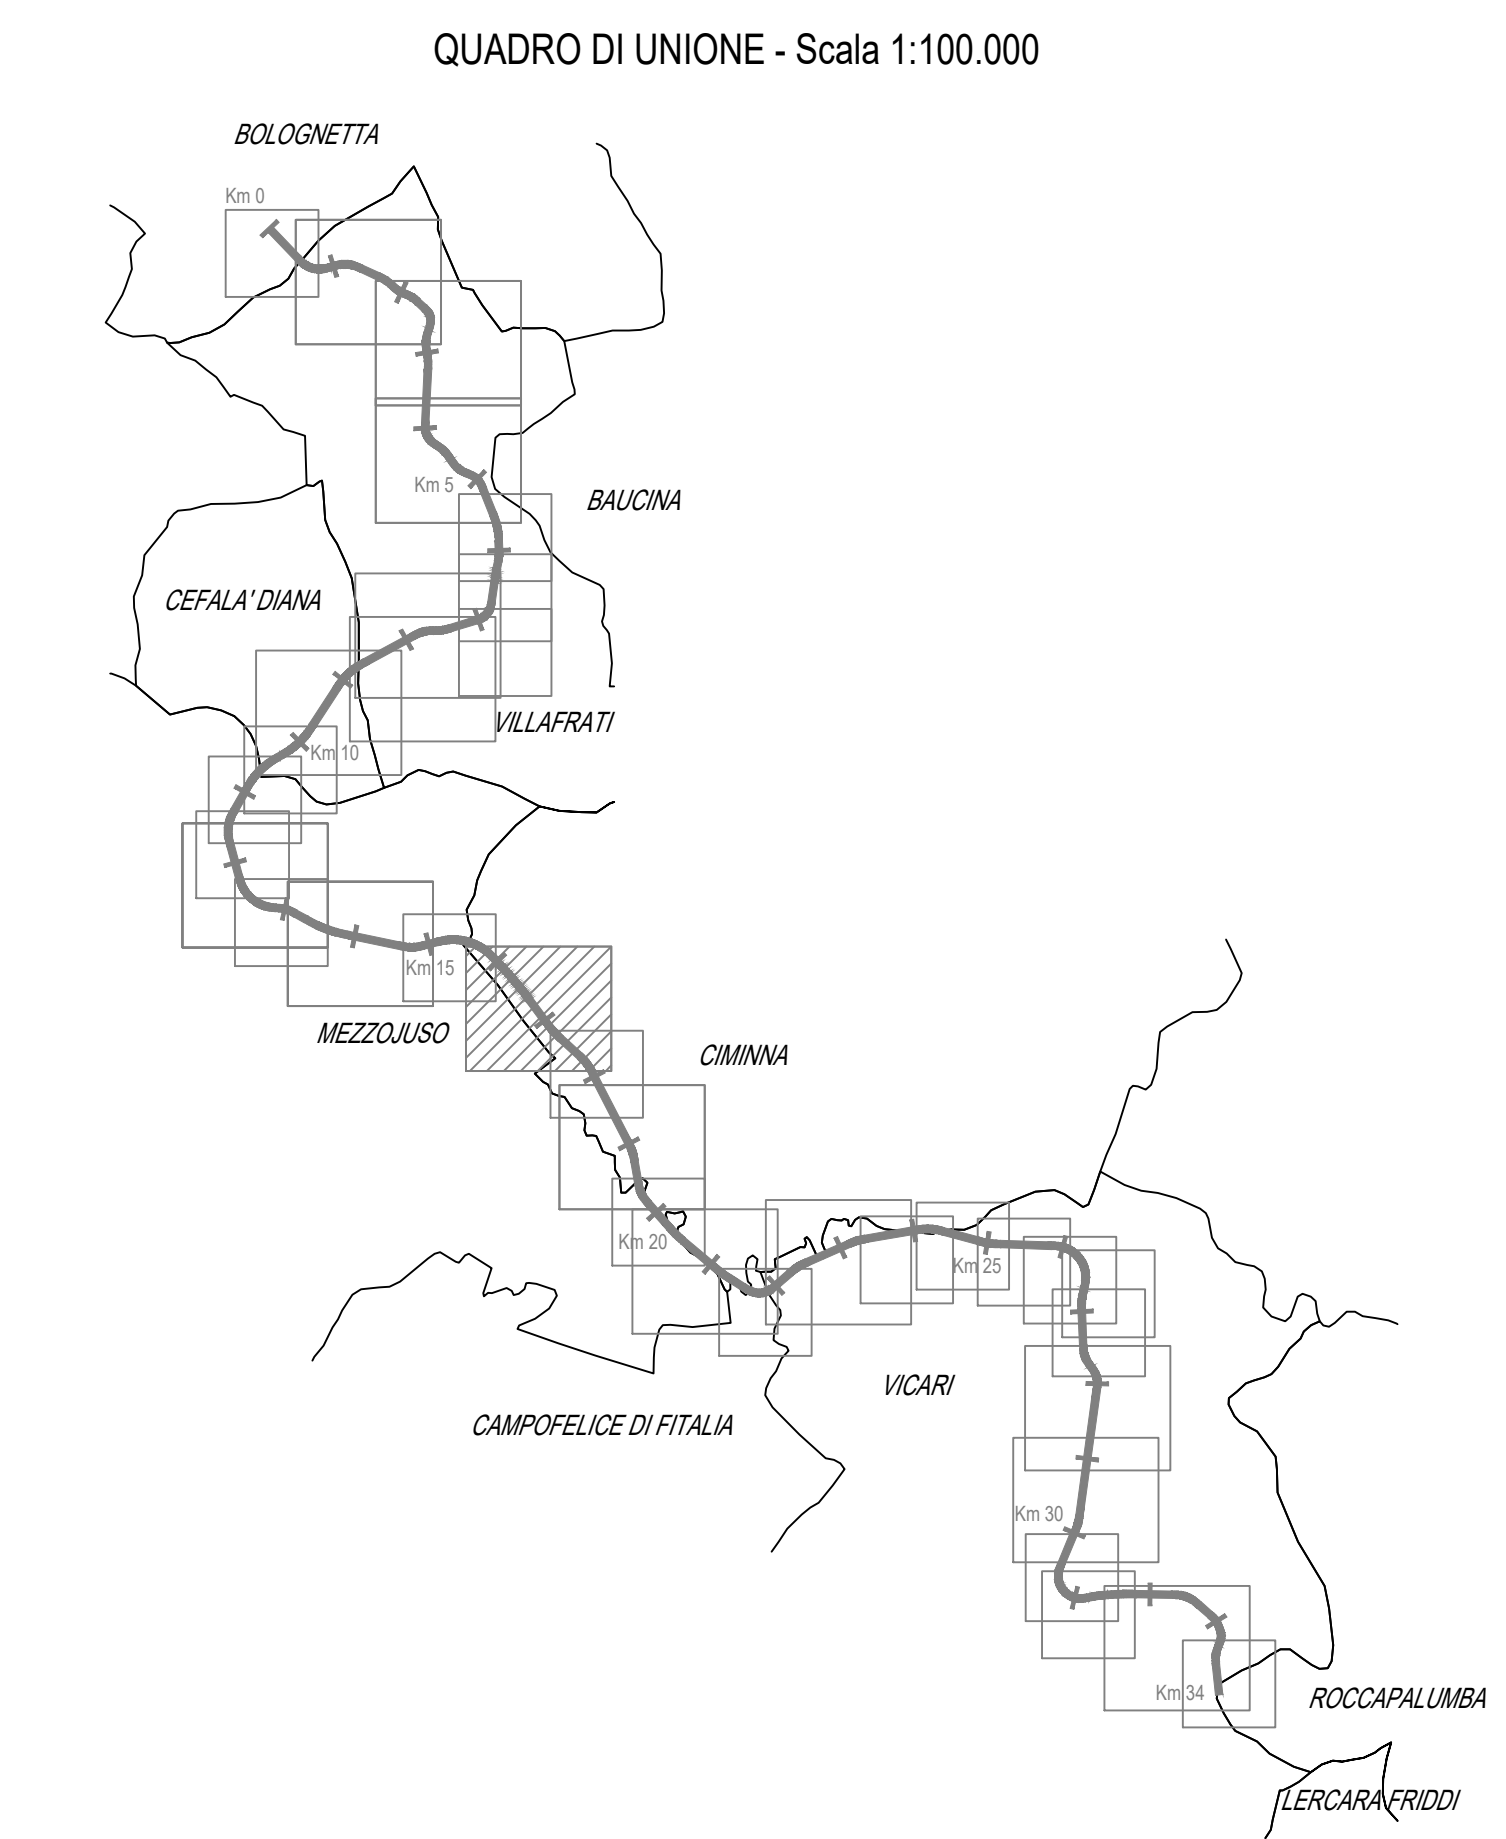 QUADRO DI UNIONE - Scala 1:100.000
BOLOGNETTA
Km 0
Km 5
BAUCINA
CEFALA' DIANA
VILLAFRATI
Km 10
Km 15
MEZZOJUSO
CIMINNA
Km 20
Km 25
VICARI
CAMPOFELICE DI FITALIA
Km 30
Km 34
ROCCAPALUMBA
LERCARA FRIDDI